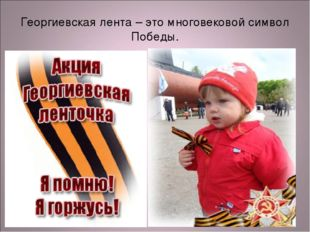 Георгиевская лента – это многовековой символ
Победы.
Акция
Георгиевская
ленточка
Я помню!
Я горжусь!